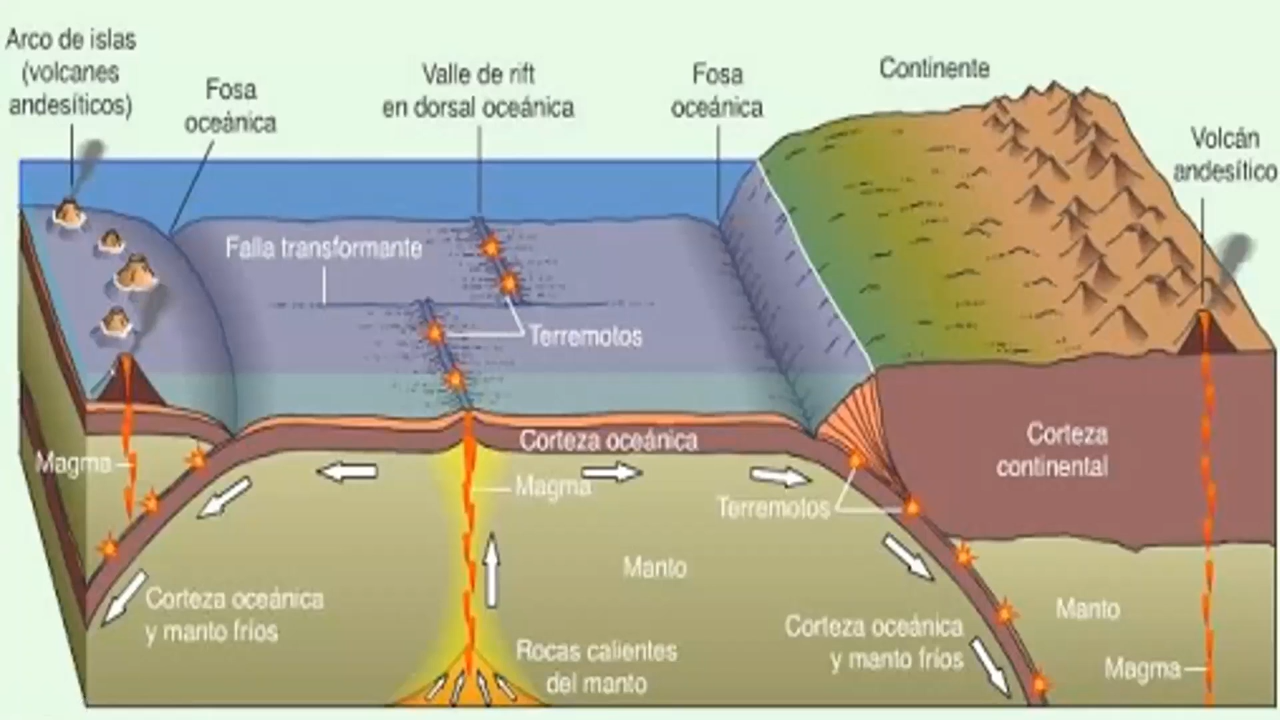 Arco de islas
(volcanes
andesíticos)
Fosa
oceánica
Valle de rift
en dorsal oceánica
Fosa
oceánica
Continente
Volcán
andesítico
Falla transformante
Terremotos
Corteza oceánica
Corteza
continental
Magma
Magma
Terremotos
Manto
Corteza oceánica
y manto fríos
Rocas calientes
del manto
Corteza oceánica
y manto fríos
Manto
Magma